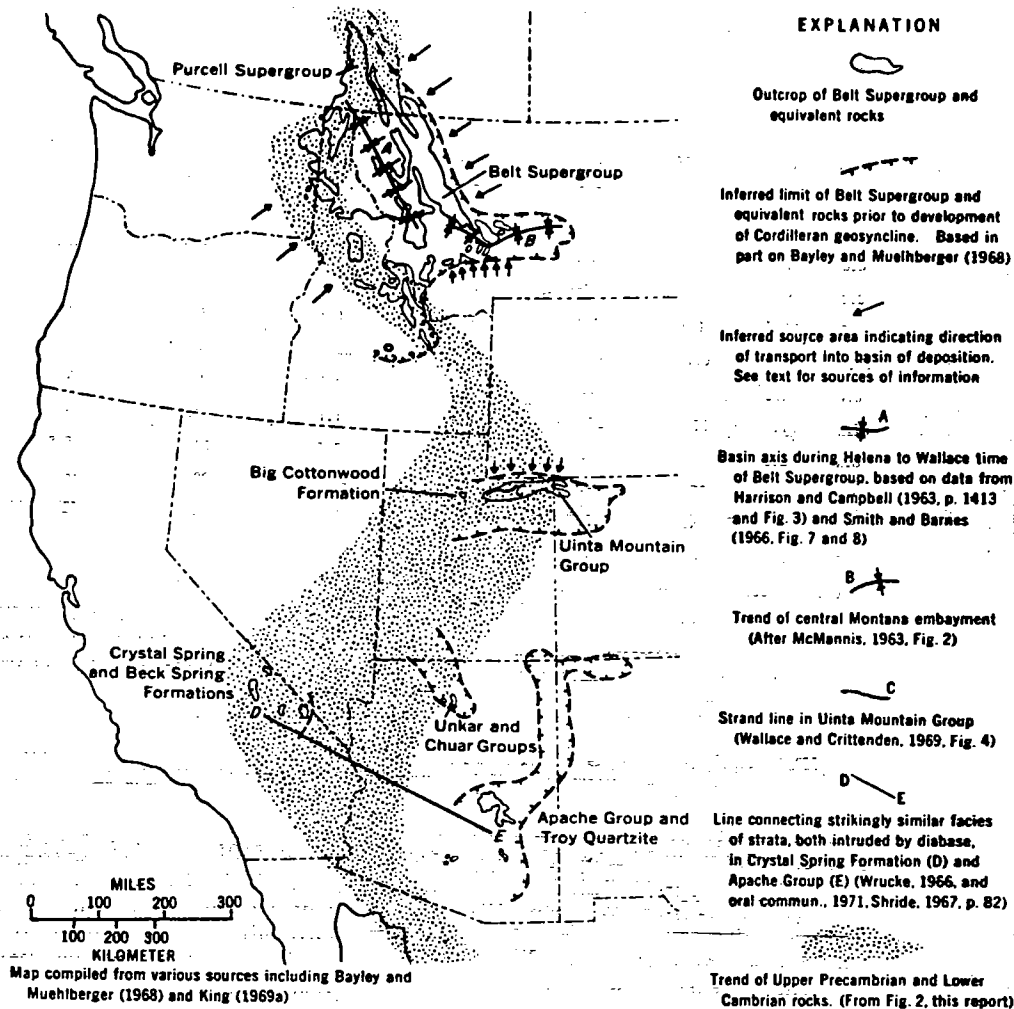 Purcell Supergroup
A
Belt Supergroup
B
Big Cottonwood
Formation
Uinta Mountain
Group
Crystal Spring
and Beck Spring
Formations
D
Unkar and
Chuar Groups
Apache Group and
Troy Quartzite
E
MILES
0 100 200 300
100 200 300
KILOMETER
Map compiled from various sources including Bayley and
Muehlberger (1968) and King (1969a)
EXPLANATION
Outcrop of Belt Supergroup and
equivalent rocks
Inferred limit of Belt Supergroup and
equivalent rocks prior to development
of Cordilleran geosyncline. Based in
part on Bayley and Muelhberger (1968)
Inferred source area indicating direction
of transport into basin of deposition.
See text for sources of information
A
Basin axis during Helena to Wallace time
of Belt Supergroup, based on data from
Harrison and Campbell (1963, p. 1413
and Fig. 3) and Smith and Barnes
(1966, Fig. 7 and 8)
B
Trend of central Montana embayment
(After McMannis, 1963, Fig. 2)
C
Strand line in Uinta Mountain Group
(Wallace and Crittenden, 1969, Fig. 4)
D
E
Line connecting strikingly similar facies
of strata, both intruded by diabase,
in Crystal Spring Formation (D) and
Apache Group (E) (Wrucke, 1966, and
oral commun., 1971, Shride, 1967, p. 82)
Trend of Upper Precambrian and Lower
Cambrian rocks. (From Fig. 2, this report)